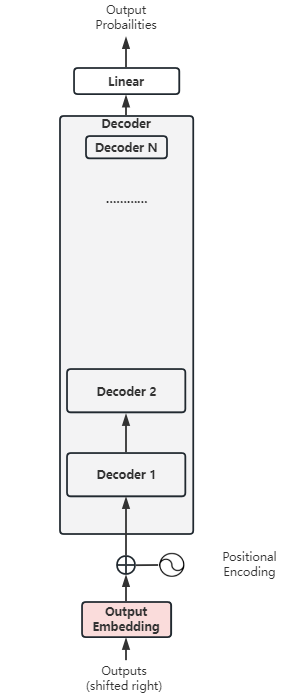 Output
Probailities
Linear
Decoder
Decoder N
............
Decoder 2
Decoder 1
Positional
Encoding
Output
Embedding
Outputs
(shifted right)